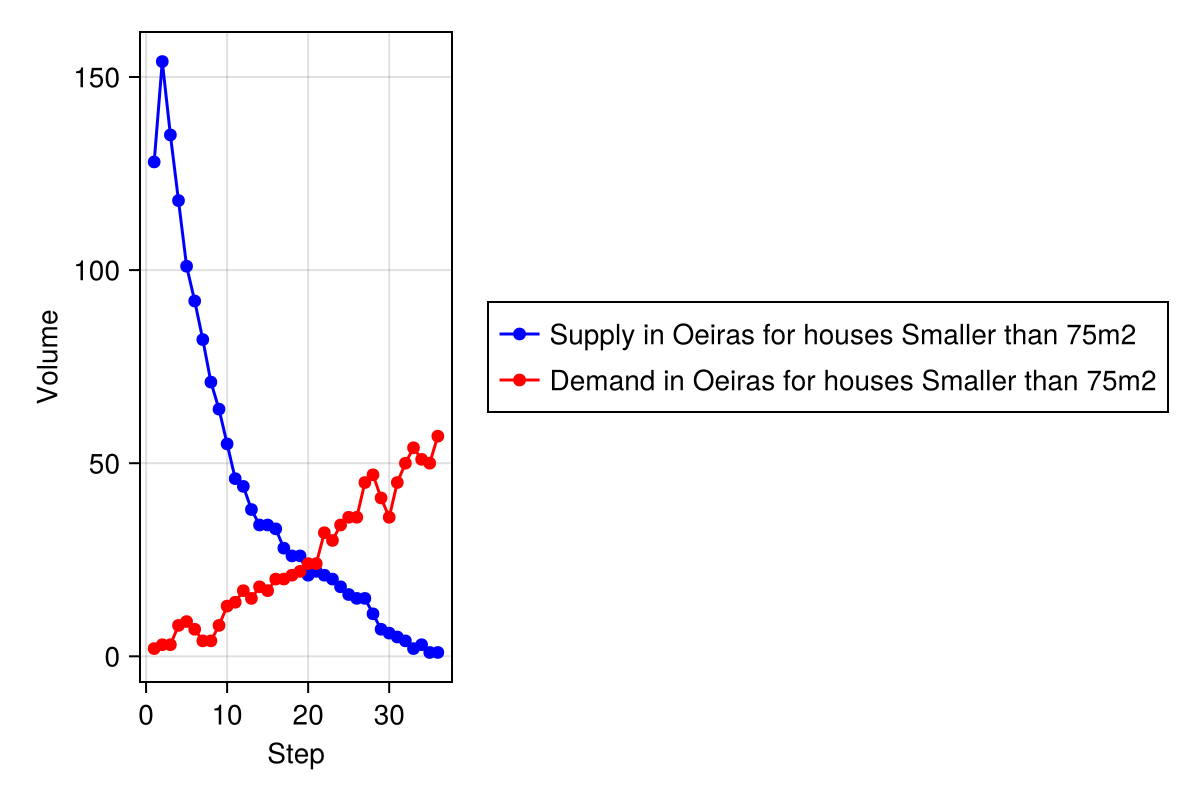 150
100
50
0
Volume
0 10 20 30
Step
Supply in Oeiras for houses Smaller than 75m2
Demand in Oeiras for houses Smaller than 75m2